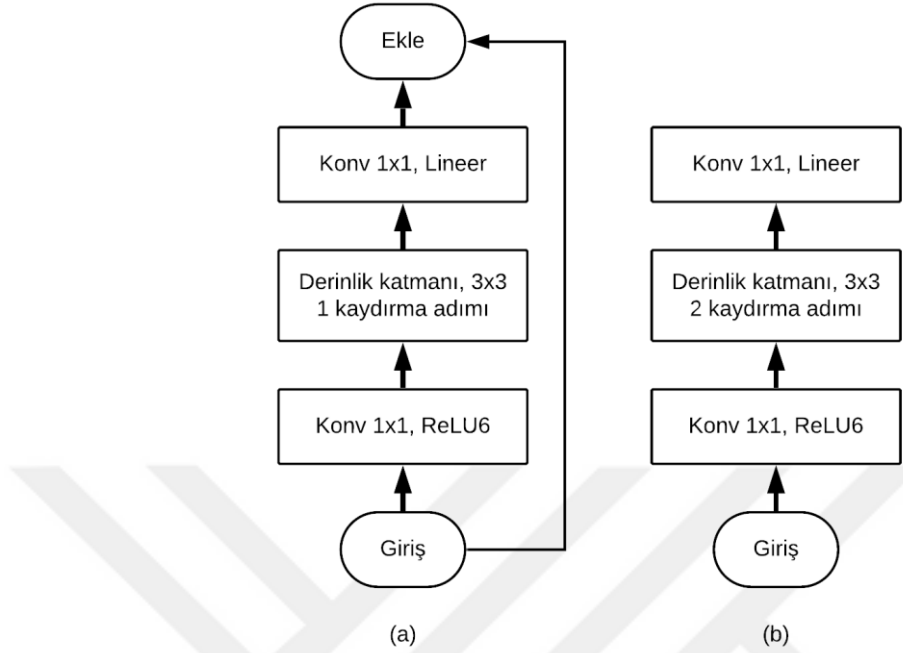 Ekle
Konv 1x1, Lineer
Derinlik katmanı, 3x3
1 kaydırma adımı
Konv 1x1, ReLU6
Giriş
(a)
Konv 1x1, Lineer
Derinlik katmanı, 3x3
2 kaydırma adımı
Konv 1x1, ReLU6
Giriş
(b)